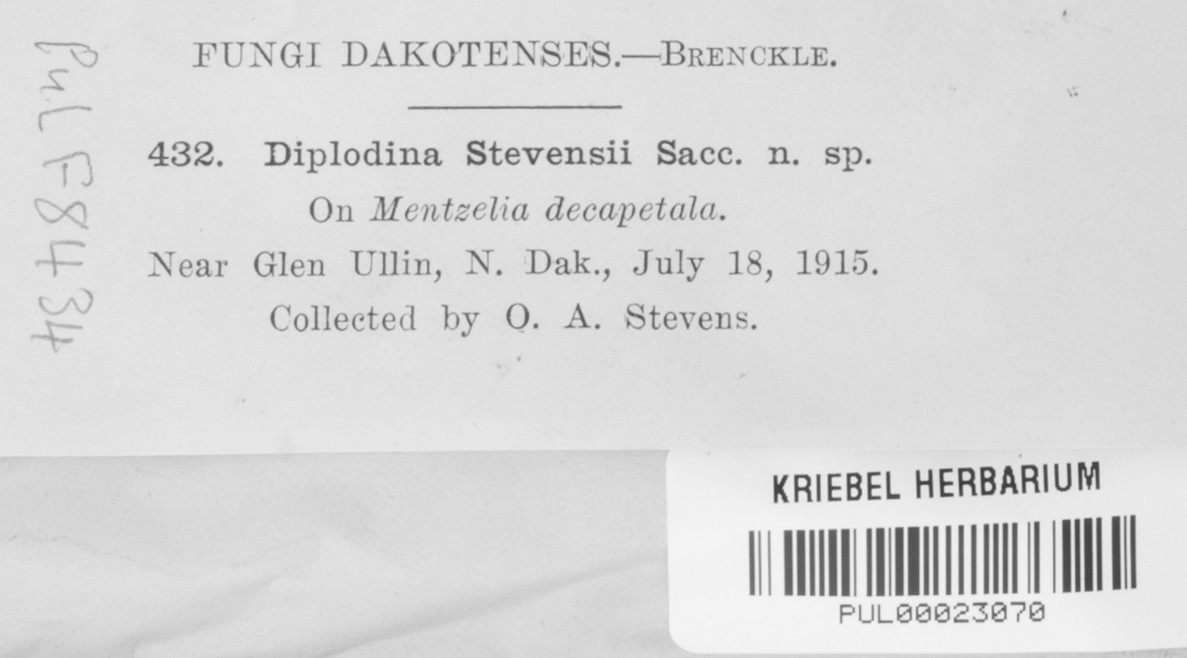 FUNGI DAKOTENSES.—BRENCKLE.
432. Diplodina Stevensii Sacc. n. sp.
On Mentzelia decapetala.
Near Glen Ullin, N. Dak., July 18, 1915.
Collected by O. A. Stevens.
Pul F8434
KRIEBEL HERBARIUM
PUL00023070